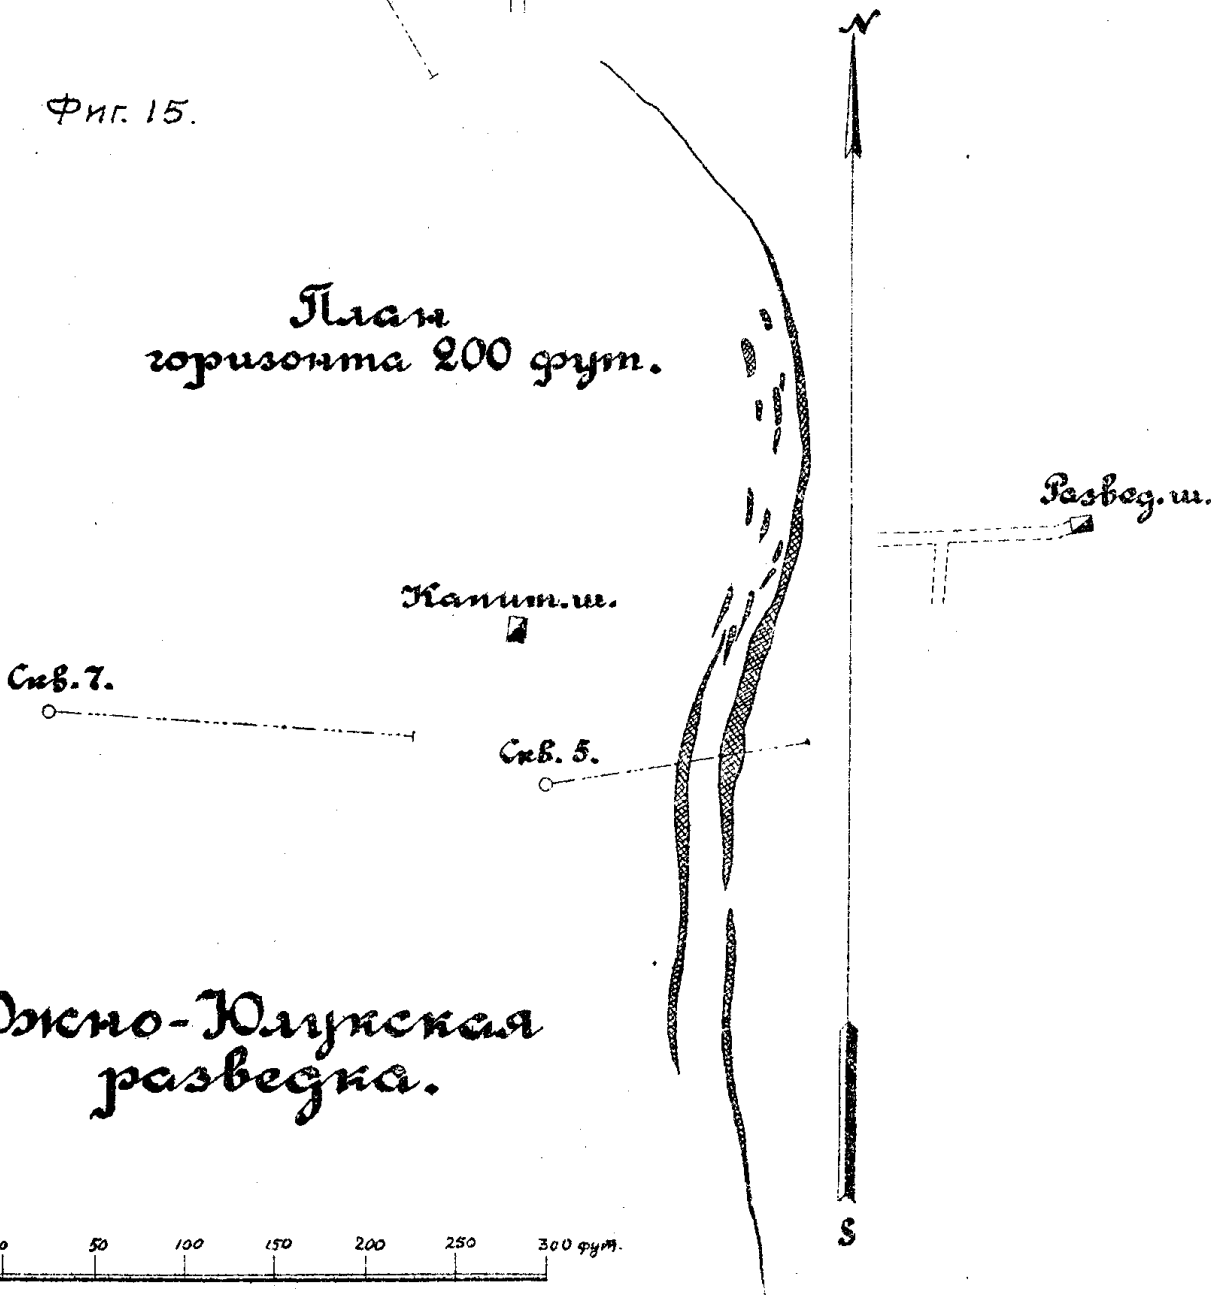 N
Фиг. 15.
План
горизонта 200 фут.
Развед. ш.
Капит. ш.
Скв. 7.
Скв. 5.
Южно-Юлукская
разведка.
0 50 100 150 200 250 300 фут.
S